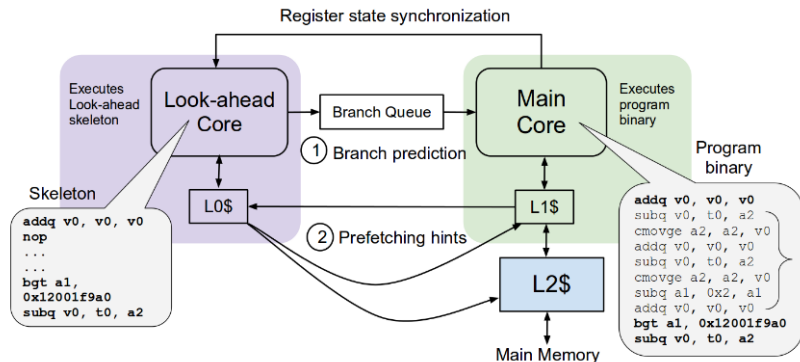 Register state synchronization
Executes
Look-ahead
skeleton
Look-ahead
Core
Branch Queue
Main
Core
Executes
program
binary
1 Branch prediction
Skeleton
addq v0, v0, v0
nop
...
...
bgt a1,
0x12001f9a0
subq v0, t0, a2
L0$
L1$
2 Prefetching hints
L2$
Main Memory
Program
binary
addq v0, v0, v0
subq v0, t0, a2
cmovge a2, a2, v0
addq v0, v0, v0
subq v0, t0, a2
cmovge a2, a2, v0
subq a1, 0x2, a1
addq v0, v0, v0
bgt a1, 0x12001f9a0
subq v0, t0, a2